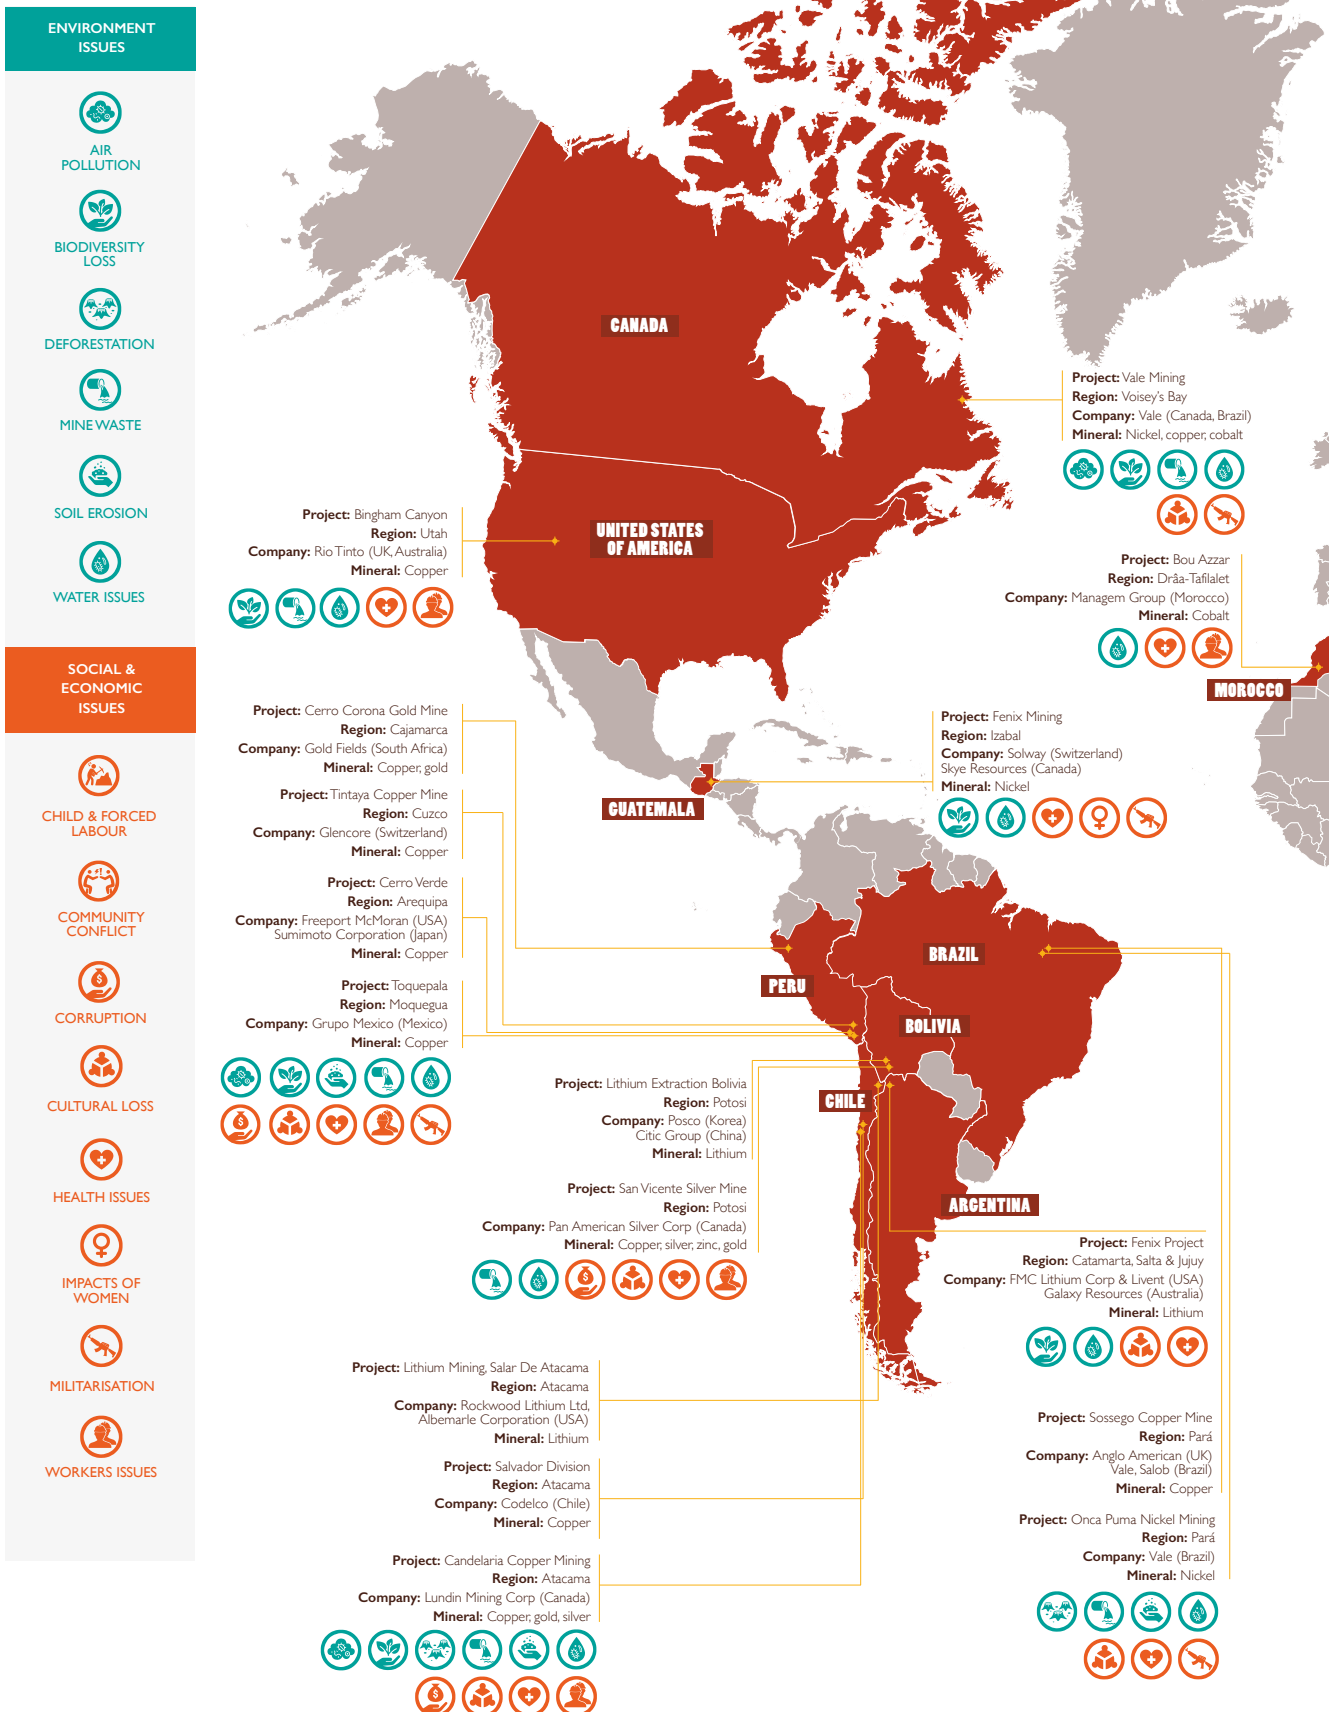 ENVIRONMENT
ISSUES
AIR
POLLUTION
BIODIVERSITY
LOSS
DEFORESTATION
MINE WASTE
SOIL EROSION
WATER ISSUES
SOCIAL &
ECONOMIC
ISSUES
CHILD & FORCED
LABOUR
COMMUNITY
CONFLICT
CORRUPTION
CULTURAL LOSS
HEALTH ISSUES
IMPACTS OF
WOMEN
MILITARISATION
WORKERS ISSUES
CANADA
Project: Vale Mining
Region: Voisey's Bay
Company: Vale (Canada, Brazil)
Mineral: Nickel, copper, cobalt
UNITED STATES
OF AMERICA
Project: Bingham Canyon
Region: Utah
Company: Rio Tinto (UK, Australia)
Mineral: Copper
Project: Bou Azzar
Region: Drâa-Tafilalet
Company: Managem Group (Morocco)
Mineral: Cobalt
MOROCCO
Project: Cerro Corona Gold Mine
Region: Cajamarca
Company: Gold Fields (South Africa)
Mineral: Copper, gold
Project: Tintaya Copper Mine
Region: Cuzco
Company: Glencore (Switzerland)
Mineral: Copper
Project: Cerro Verde
Region: Arequipa
Company: Freeport McMoran (USA)
Sumimoto Corporation (Japan)
Mineral: Copper
Project: Toquepala
Region: Moquegua
Company: Grupo Mexico (Mexico)
Mineral: Copper
Project: Fenix Mining
Region: Izabal
Company: Solway (Switzerland)
Skye Resources (Canada)
Mineral: Nickel
GUATEMALA
BRAZIL
PERU
BOLIVIA
CHILE
ARGENTINA
Project: Lithium Extraction Bolivia
Region: Potosi
Company: Posco (Korea)
Citic Group (China)
Mineral: Lithium
Project: San Vicente Silver Mine
Region: Potosi
Company: Pan American Silver Corp (Canada)
Mineral: Copper, silver, zinc, gold
Project: Fenix Project
Region: Catamarta, Salta & Jujuy
Company: FMC Lithium Corp & Livent (USA)
Galaxy Resources (Australia)
Mineral: Lithium
Project: Lithium Mining, Salar De Atacama
Region: Atacama
Company: Rockwood Lithium Ltd,
Albemarle Corporation (USA)
Mineral: Lithium
Project: Salvador Division
Region: Atacama
Company: Codelco (Chile)
Mineral: Copper
Project: Candelaria Copper Mining
Region: Atacama
Company: Lundin Mining Corp (Canada)
Mineral: Copper, gold, silver
Project: Sossego Copper Mine
Region: Pará
Company: Anglo American (UK)
Vale, Salob (Brazil)
Mineral: Copper
Project: Onca Puma Nickel Mining
Region: Pará
Company: Vale (Brazil)
Mineral: Nickel